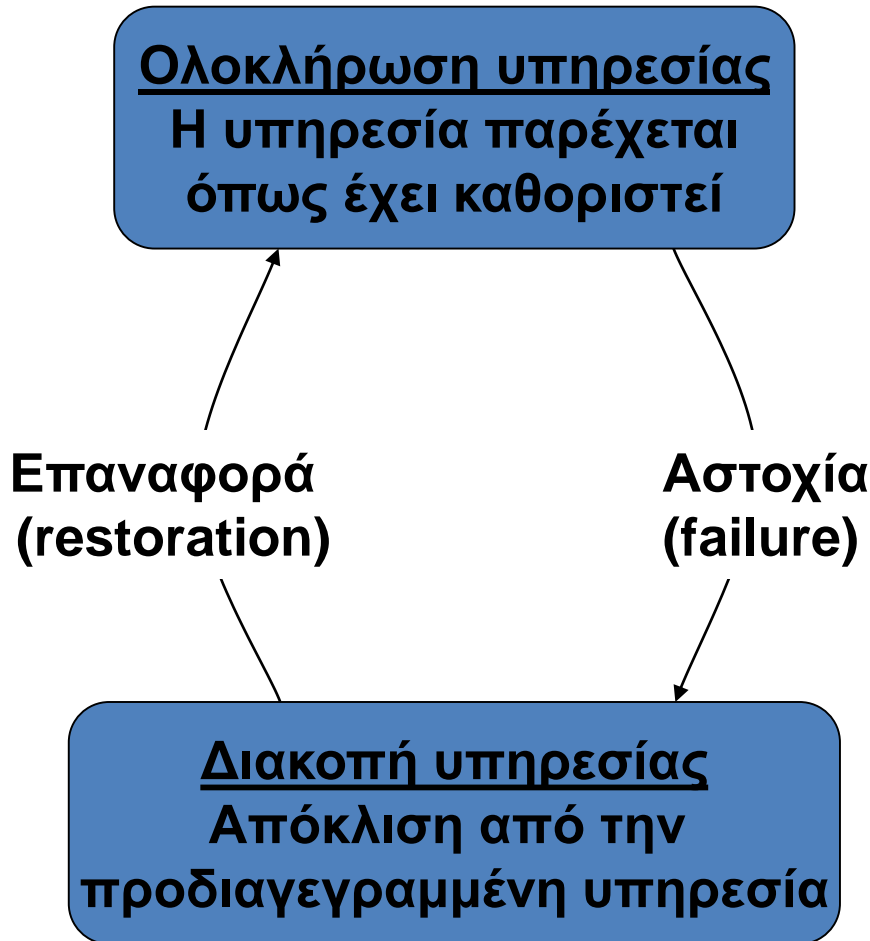 Ολοκλήρωση υπηρεσίας
Η υπηρεσία παρέχεται
όπως έχει καθοριστεί
Επαναφορά
(restoration)
Αστοχία
(failure)
Διακοπή υπηρεσίας
Απόκλιση από την
προδιαγεγραμμένη υπηρεσία